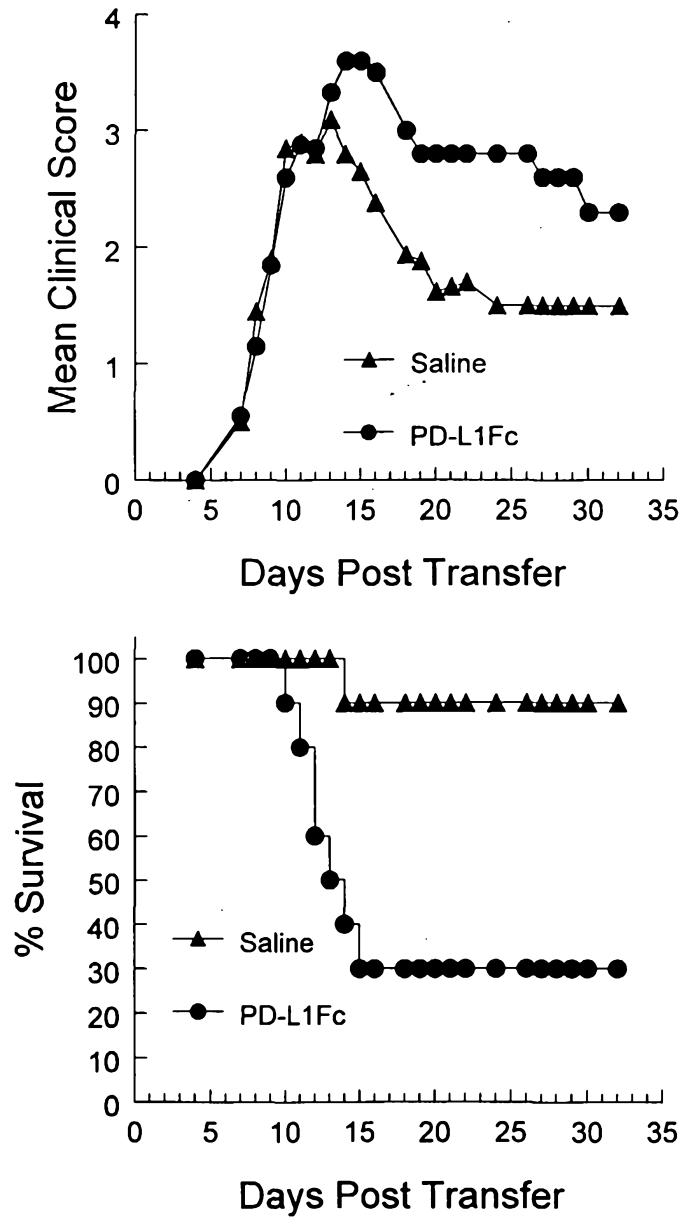 4
3
2
1
0
Mean Clinical Score
Saline
PD-L1Fc
0 5 10 15 20 25 30 35
Days Post Transfer
100
90
80
70
60
50
40
30
20
10
0
% Survival
Saline
PD-L1Fc
0 5 10 15 20 25 30 35
Days Post Transfer